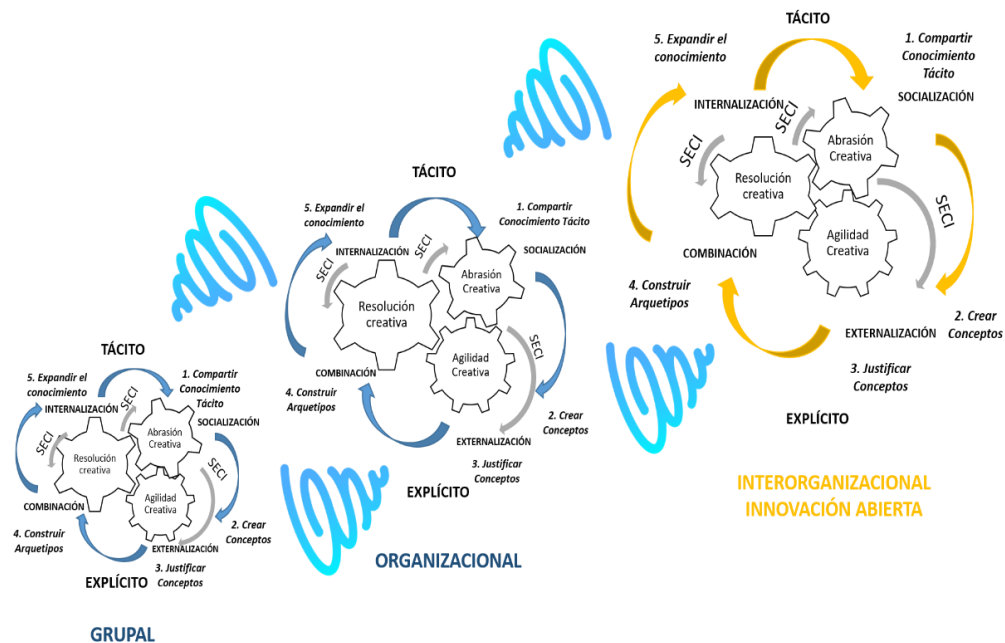 TÁCITO
5. Expandir el
conocimiento
1. Compartir
Conocimiento
Tácito
INTERNALIZACIÓN
SOCIALIZACIÓN
SECI
SECI
Abrasión
Creativa
Resolución
creativa
SECI
Agilidad
Creativa
COMBINACIÓN
4. Construir
Arquetipos
2. Crear
Conceptos
EXTERNALIZACIÓN
3. Justificar
Conceptos
EXPLÍCITO
INTERORGANIZACIONAL
INNOVACIÓN ABIERTA
TÁCITO
5. Expandir el
conocimiento
1. Compartir
Conocimiento Tácito
INTERNALIZACIÓN
SOCIALIZACIÓN
SECI
SECI
Abrasión
Creativa
Resolución
creativa
SECI
Agilidad
Creativa
COMBINACIÓN
4. Construir
Arquetipos
2. Crear
Conceptos
EXTERNALIZACIÓN
3. Justificar
Conceptos
EXPLÍCITO
ORGANIZACIONAL
TÁCITO
5. Expandir el
conocimiento
1. Compartir
Conocimiento
Tácito
INTERNALIZACIÓN
SOCIALIZACIÓN
SECI
SECI
Abrasión
Creativa
Resolución
creativa
SECI
Agilidad
Creativa
COMBINACIÓN
4. Construir
Arquetipos
2. Crear
Conceptos
EXTERNALIZACIÓN
3. Justificar
Conceptos
EXPLÍCITO
GRUPAL